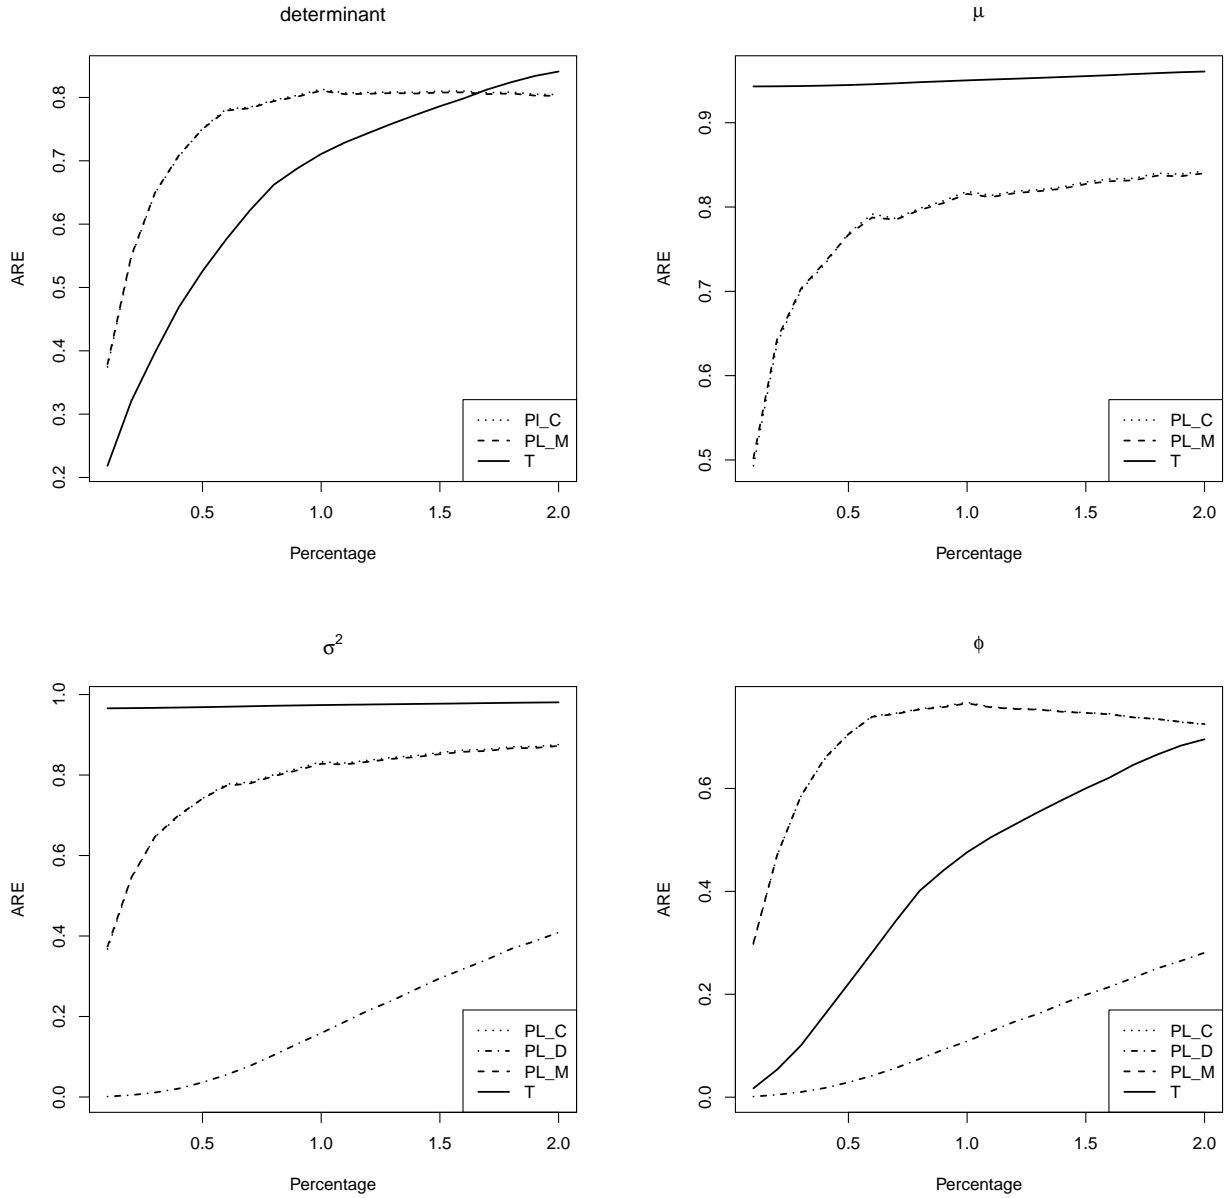 determinant
ARE
0.2 0.3 0.4 0.5 0.6 0.7 0.8
0.5 1.0 1.5 2.0
Percentage
Pl_C
PL_M
T
μ
ARE
0.5 0.6 0.7 0.8 0.9
0.5 1.0 1.5 2.0
Percentage
PL_C
PL_M
T
σ²
ARE
0.0 0.2 0.4 0.6 0.8 1.0
0.5 1.0 1.5 2.0
Percentage
PL_C
PL_D
PL_M
T
ϕ
ARE
0.0 0.2 0.4 0.6
0.5 1.0 1.5 2.0
Percentage
PL_C
PL_D
PL_M
T